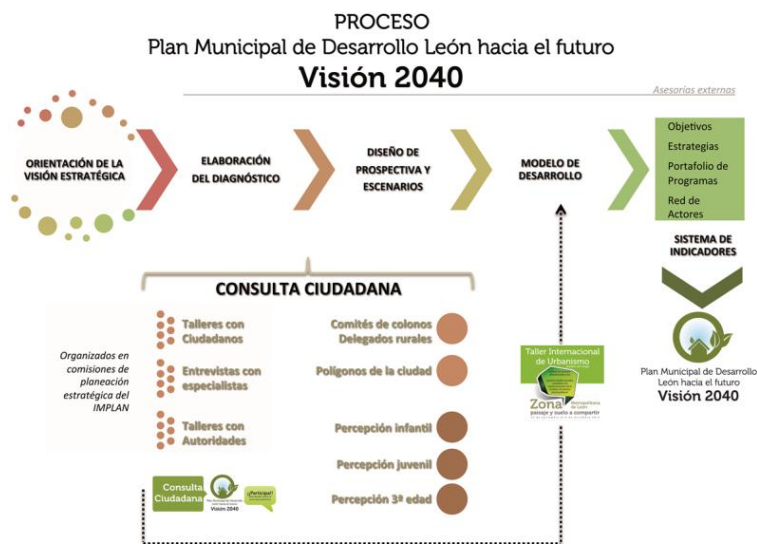 PROCESO
Plan Municipal de Desarrollo León hacia el futuro
Visión 2040
Asesorías externas
ORIENTACIÓN DE LA
VISIÓN ESTRATÉGICA
ELABORACIÓN
DEL DIAGNÓSTICO
DISEÑO DE
PROSPECTIVA Y
ESCENARIOS
MODELO DE
DESARROLLO
Objetivos
Estrategias
Portafolio de
Programas
Red de
Actores
SISTEMA DE
INDICADORES
CONSULTA CIUDADANA
Organizados en
comisiones de
planeación
estratégica del
IMPLAN
Talleres con
Ciudadanos
Entrevistas con
especialistas
Talleres con
Autoridades
Comités de colonos
Delegados rurales
Polígonos de la ciudad
Percepción infantil
Percepción juvenil
Percepción 3ª edad
Taller Internacional
de Urbanismo
Zona
Metropolitana
de León
paisaje y suelo a compartir
Plan Municipal de Desarrollo
León hacia el futuro
Visión 2040
Consulta
Ciudadana
Visión 2040
¡Participa!